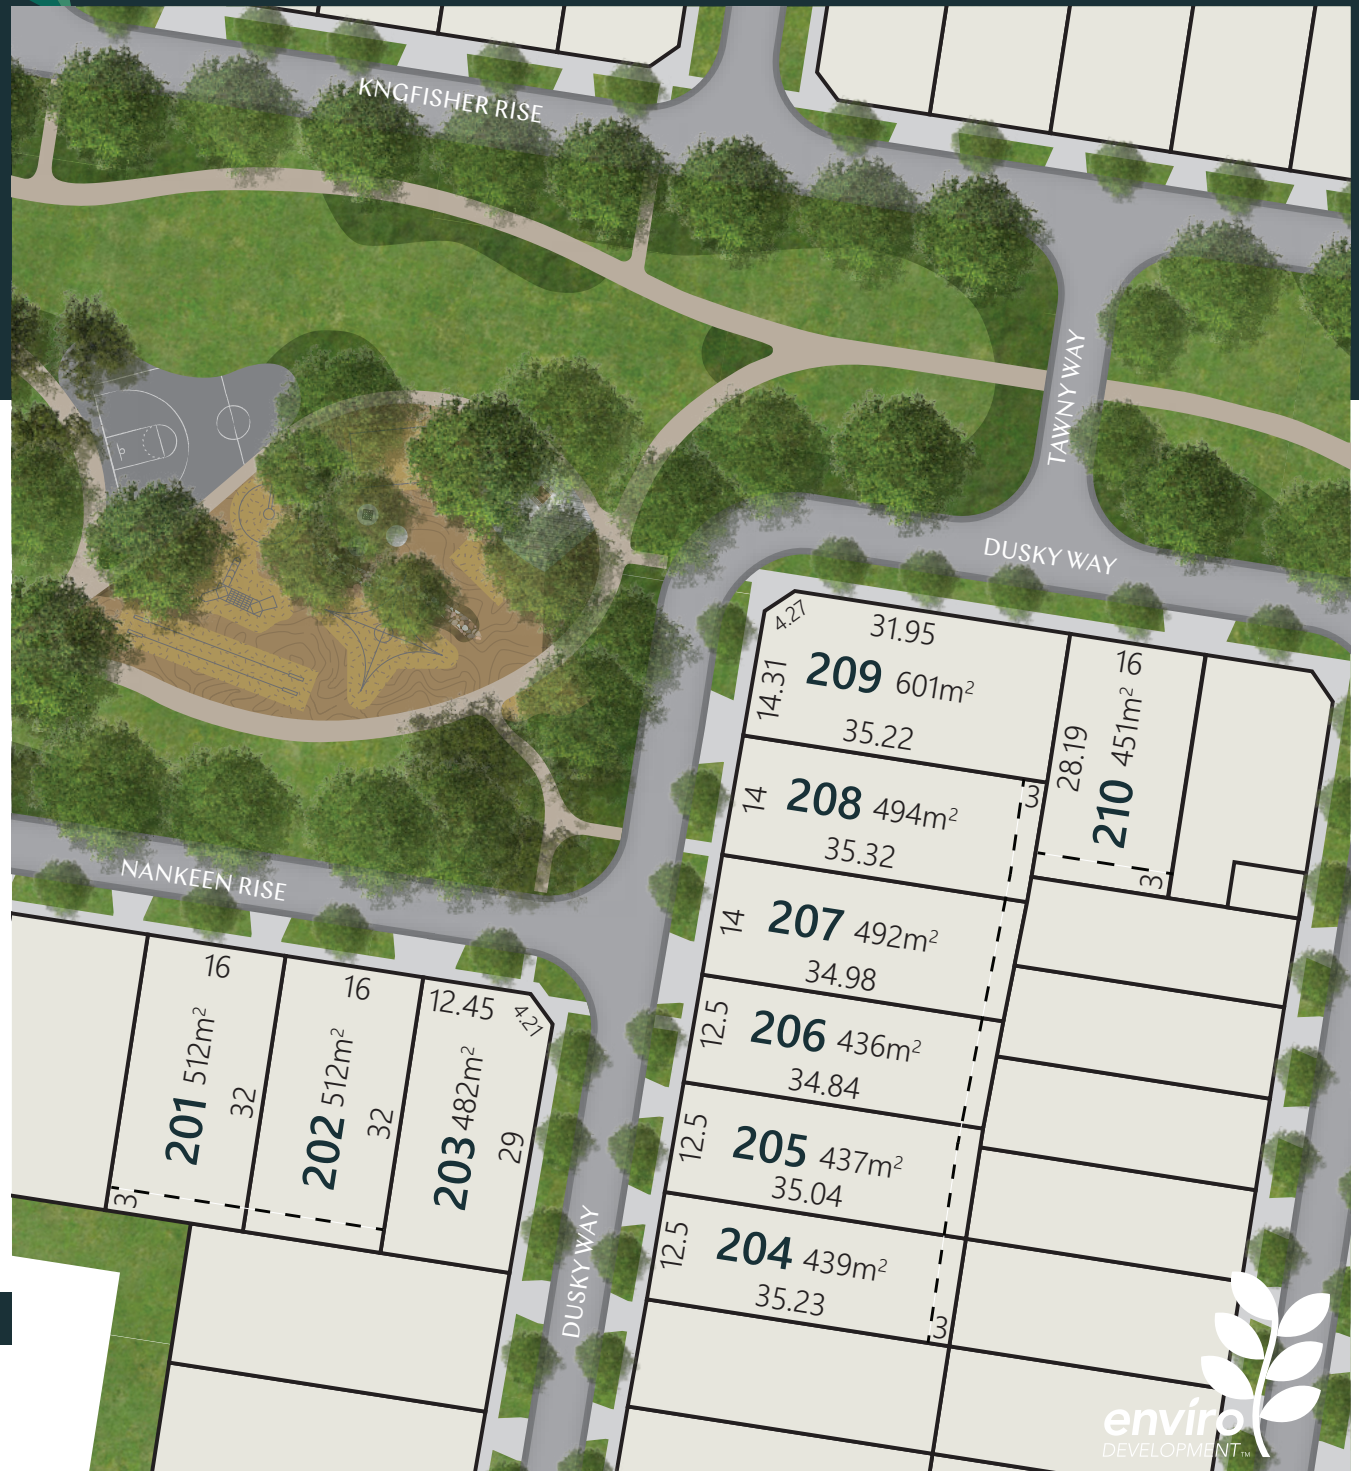 KNGFISHER RISE
TAWNY WAY
DUSKY WAY
4.27
31.95
209 601m²
14.31
35.22
16
210 451m²
28.19
3
3
208 494m²
14
35.32
207 492m²
14
34.98
206 436m²
12.5
34.84
205 437m²
12.5
35.04
204 439m²
12.5
35.23
3
NANKEEN RISE
16
201 512m²
32
3
16
202 512m²
32
12.45
4.27
203 482m²
29
DUSKY WAY
enviro
DEVELOPMENT™